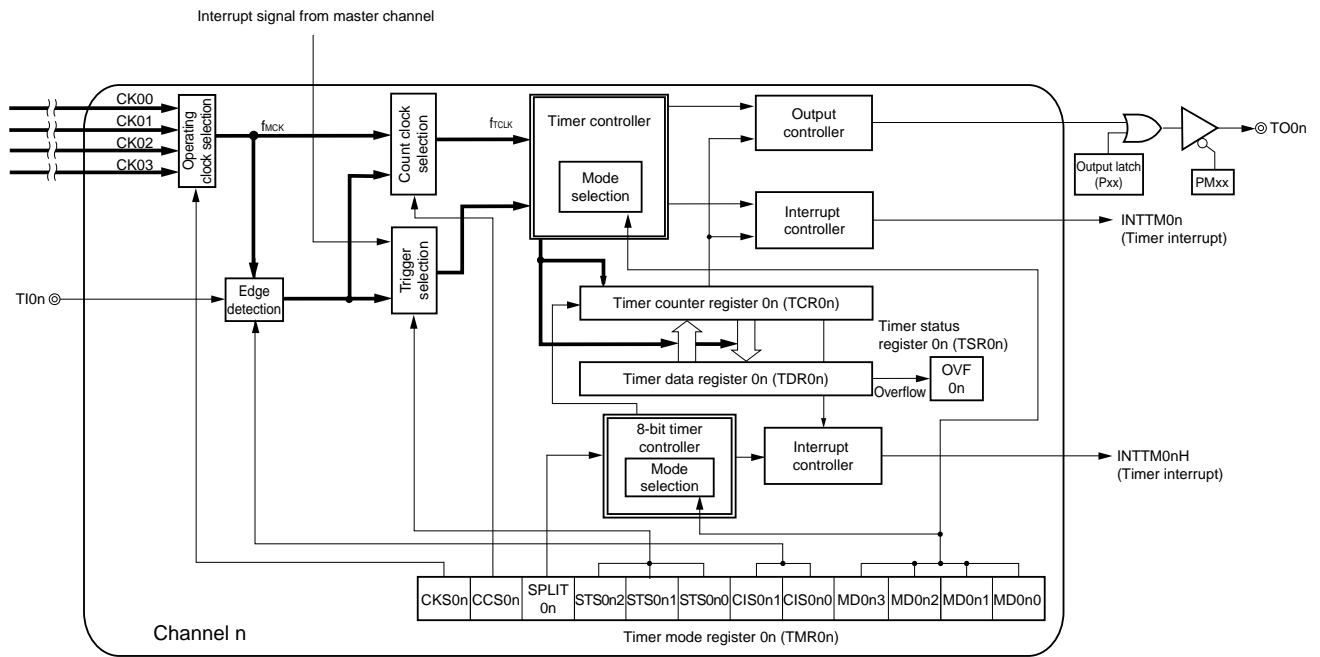 Interrupt signal from master channel
CK00
CK01
CK02
CK03
Operating
clock selection
fMCK
Count clock
selection
fTCLK
Timer controller
Mode
selection
Output
controller
TO0n
Output latch
(Pxx)
PMxx
Interrupt
controller
INTTM0n
(Timer interrupt)
Trigger
selection
TI0n
Edge
detection
Timer counter register 0n (TCR0n)
Timer status
register 0n (TSR0n)
Timer data register 0n (TDR0n)
Overflow
OVF
0n
8-bit timer
controller
Mode
selection
Interrupt
controller
INTTM0nH
(Timer interrupt)
CKS0n CCS0n SPLIT 0n STS0n2 STS0n1 STS0n0 CIS0n1 CIS0n0 MD0n3 MD0n2 MD0n1 MD0n0
Channel n
Timer mode register 0n (TMR0n)